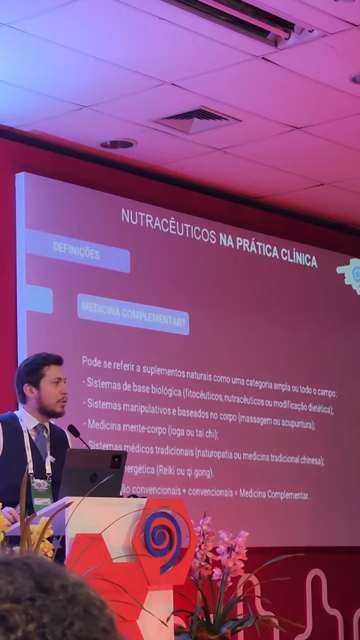 NUTRACÊUTICOS NA PRÁTICA CLÍNICA
DEFINIÇÕES
MEDICINA COMPLEMENTAR?
Pode se referir a suplementos naturais como uma categoria ampla ou todo o campo:
- Sistemas de base biológica (fitocêuticos, nutracêuticos ou modificação dietética);
- Sistemas manipulativos e baseados no corpo (massagem ou acupuntura);
- Medicina mente-corpo (ioga ou tai chi);
Sistemas médicos tradicionais (naturopatia ou medicina tradicional chinesa);
(Reiki ou qi gong).
convencionais + convencionais = Medicina Complementar.